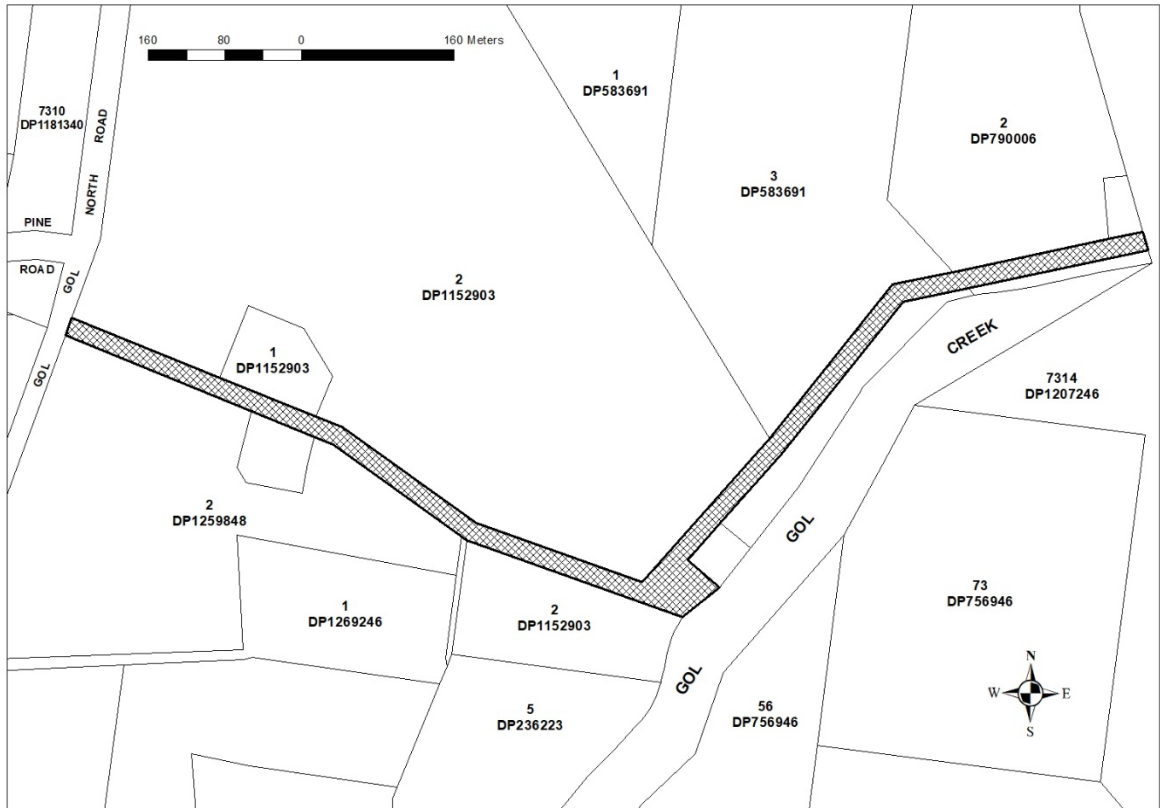 160 80 0 160 Meters
1
DP583691
7310
DP1181340
NORTH ROAD
2
DP790006
3
DP583691
PINE
ROAD
GOL
2
DP1152903
GOL
1
DP1152903
CREEK
7314
DP1207246
2
DP1259848
GOL
73
DP756946
1
DP1269246
2
DP1152903
GOL
5
DP236223
56
DP756946
N
W E
S